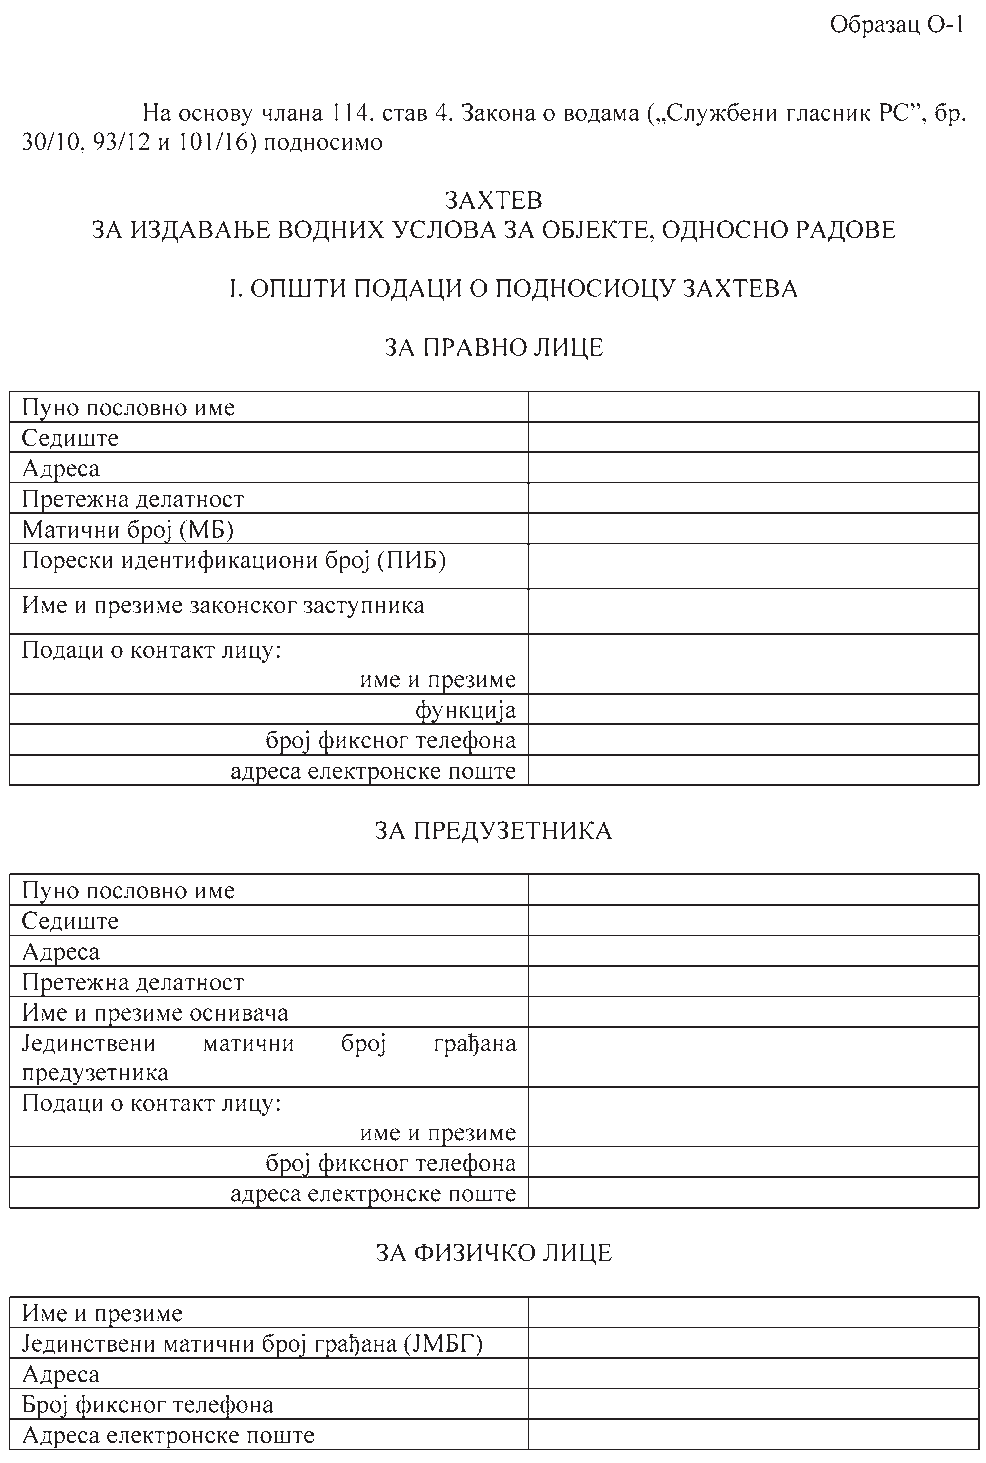 Образац О-1
На основу члана 114. став 4. Закона о водама („Службени гласник РС”, бр.
30/10, 93/12 и 101/16) подносимо
ЗАХТЕВ
ЗА ИЗДАВАЊЕ ВОДНИХ УСЛОВА ЗА ОБЈЕКТЕ, ОДНОСНО РАДОВЕ
I. ОПШТИ ПОДАЦИ О ПОДНОСИОЦУ ЗАХТЕВА
ЗА ПРАВНО ЛИЦЕ
Пуно пословно име
Седиште
Адреса
Претежна делатност
Матични број (МБ)
Порески идентификациони број (ПИБ)
Име и презиме законског заступника
Подаци о контакт лицу:
име и презиме
функција
број фиксног телефона
адреса електронске поште
ЗА ПРЕДУЗЕТНИКА
Пуно пословно име
Седиште
Адреса
Претежна делатност
Име и презиме оснивача
Јединствени матични број грађана
предузетника
Подаци о контакт лицу:
име и презиме
број фиксног телефона
адреса електронске поште
ЗА ФИЗИЧКО ЛИЦЕ
Име и презиме
Јединствени матични број грађана (ЈМБГ)
Адреса
Број фиксног телефона
Адреса електронске поште